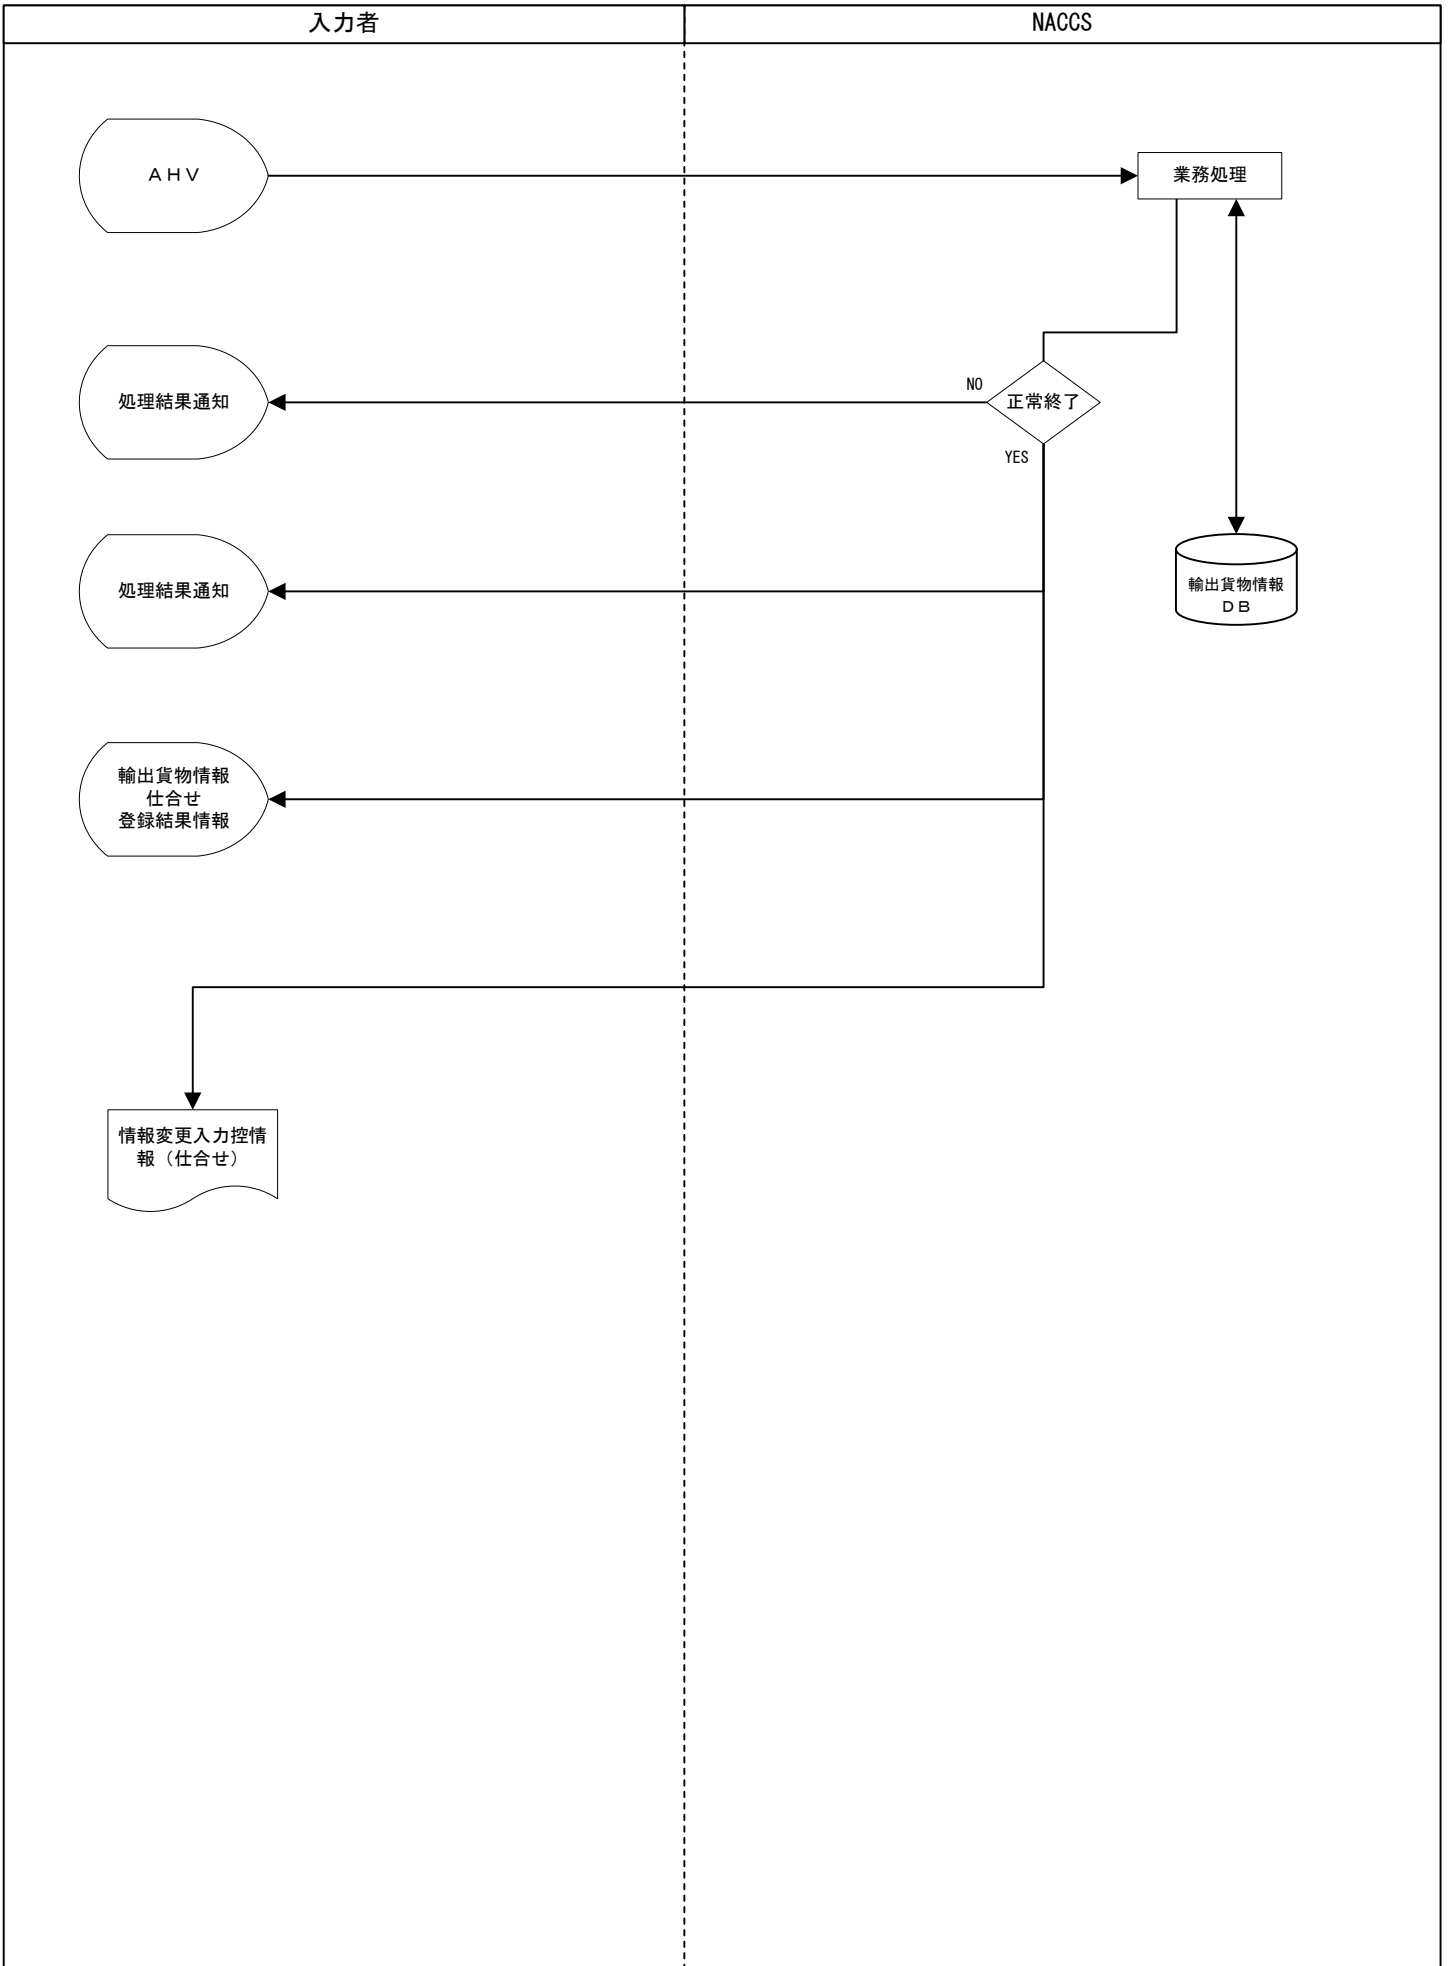 入力者
NACCS
ＡＨＶ
業務処理
処理結果通知
NO
正常終了
YES
処理結果通知
輸出貨物情報
ＤＢ
輸出貨物情報
仕合せ
登録結果情報
情報変更入力控情
報（仕合せ）